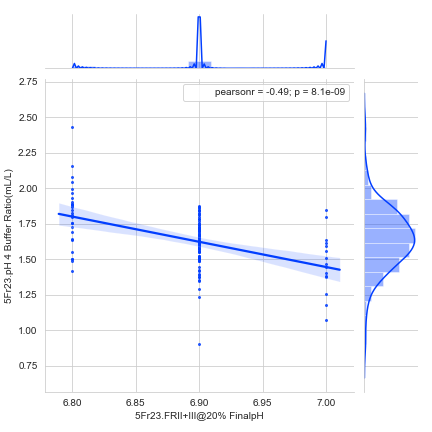 pearsonr = -0.49; p = 8.1e-09
2.75
2.50
2.25
2.00
1.75
1.50
1.25
1.00
0.75
5Fr23.pH 4 Buffer Ratio(mL/L)
6.80 6.85 6.90 6.95 7.00
5Fr23.FRII+III@20% FinalpH